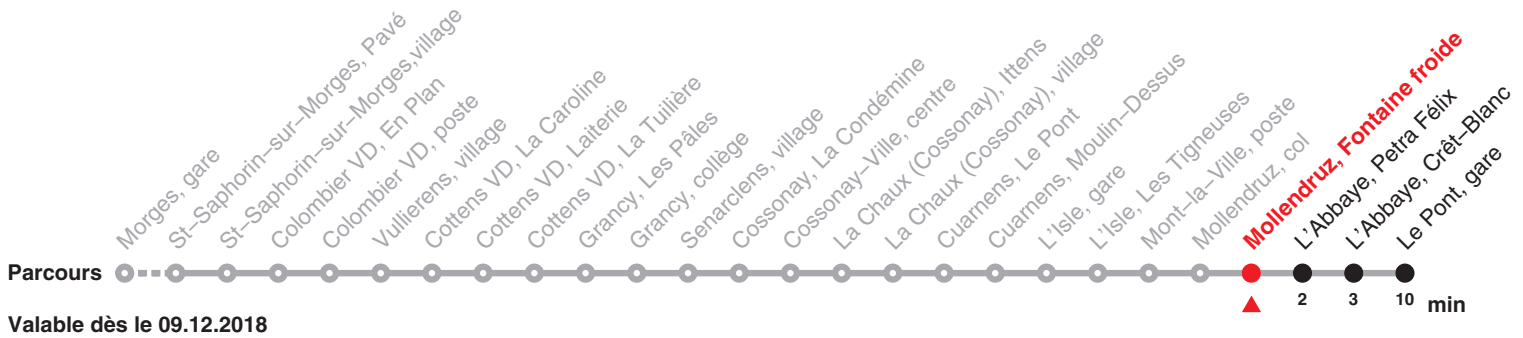 Morges, gare
St–Saphorin–sur–Morges, Pavé
St–Saphorin–sur–Morges,village
Colombier VD, En Plan
Colombier VD, poste
Vullierens, village
Cottens VD, La Caroline
Cottens VD, Laiterie
Cottens VD, La Tuilière
Grancy, Les Pâles
Grancy, collège
Senarclens, village
Cossonay, La Condémine
Cossonay–Ville, centre
La Chaux (Cossonay), Ittens
La Chaux (Cossonay), village
Cuarnens, Le Pont
Cuarnens, Moulin–Dessus
L'Isle, gare
L'Isle, Les Tigneuses
Mont–la–Ville, poste
Mollendruz, col
Mollendruz, Fontaine froide
L'Abbaye, Petra Félix
L'Abbaye, Crêt–Blanc
Le Pont, gare
Parcours
2 3 10 min
Valable dès le 09.12.2018